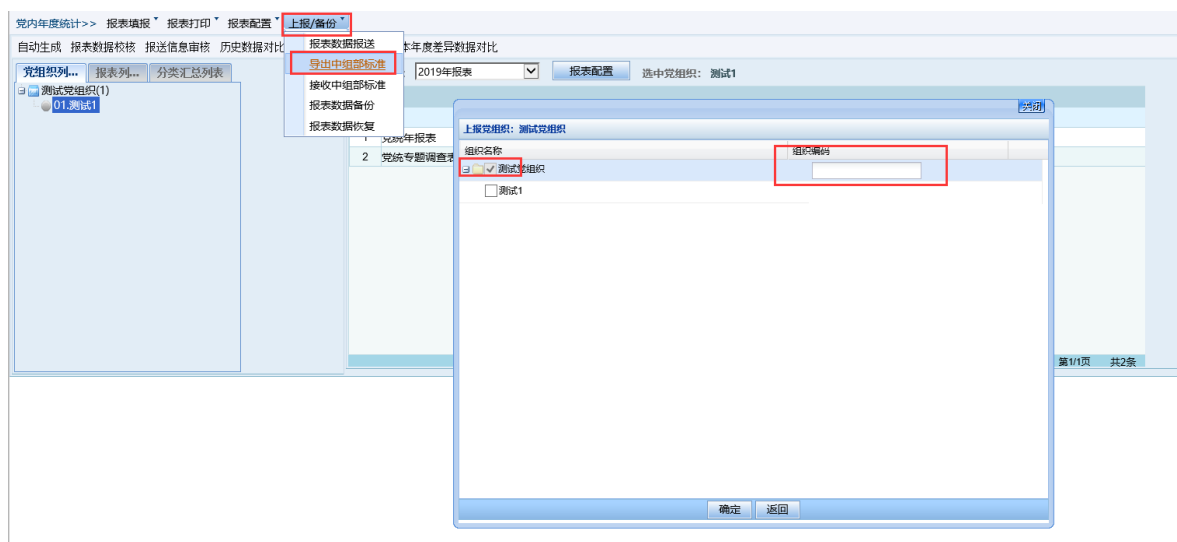 党内年度统计>> 报表填报 报表打印 报表配置 上报/备份
自动生成 报表数据校核 报送信息审核 历史数据对比 本年度差异数据对比
报表数据报送
导出中组部标准
接收中组部标准
报表数据备份
报表数据恢复
党组织列... 报表列... 分类汇总列表
2019年报表 报表配置 选中党组织: 测试1
测试党组织(1)
01.测试1
1 党统年报表
2 党统专题调查表
关闭
上报党组织: 测试党组织
组织名称 组织编码
测试党组织
测试1
第1/1页 共2条
确定 返回